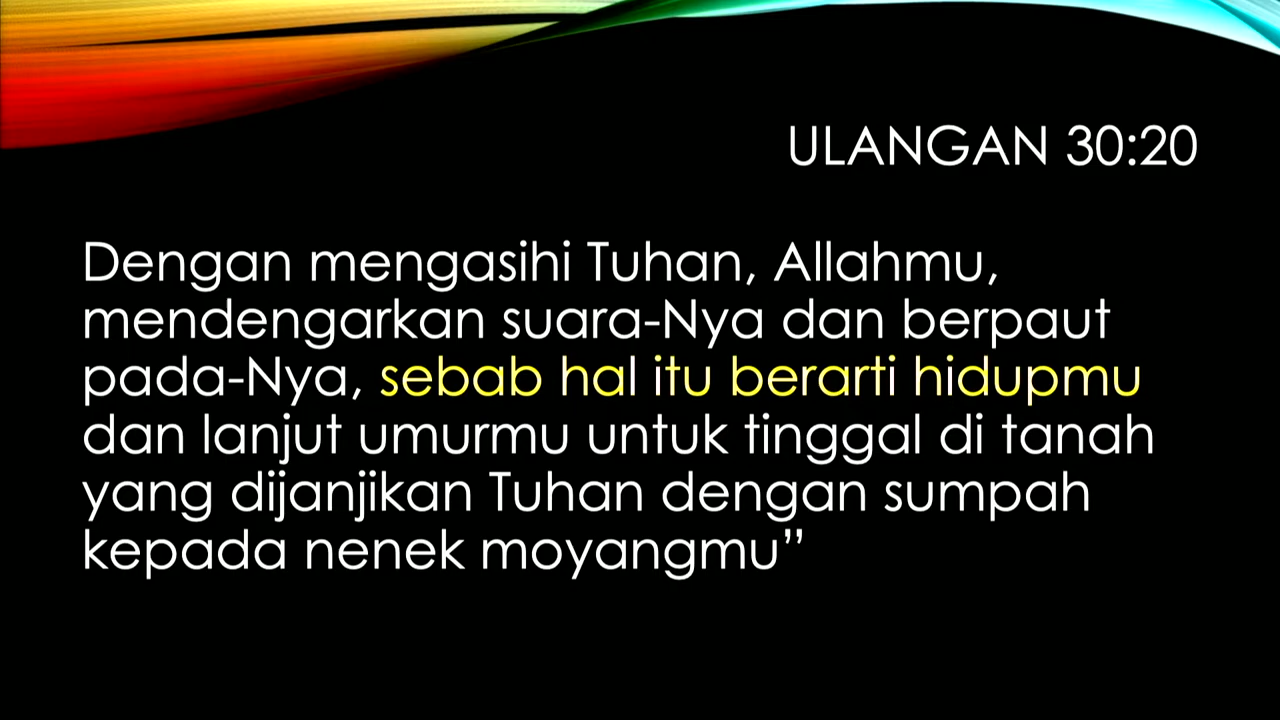 ULANGAN 30:20
Dengan mengasihi Tuhan, Allahmu,
mendengarkan suara-Nya dan berpaut
pada-Nya, sebab hal itu berarti hidupmu
dan lanjut umurmu untuk tinggal di tanah
yang dijanjikan Tuhan dengan sumpah
kepada nenek moyangmu”